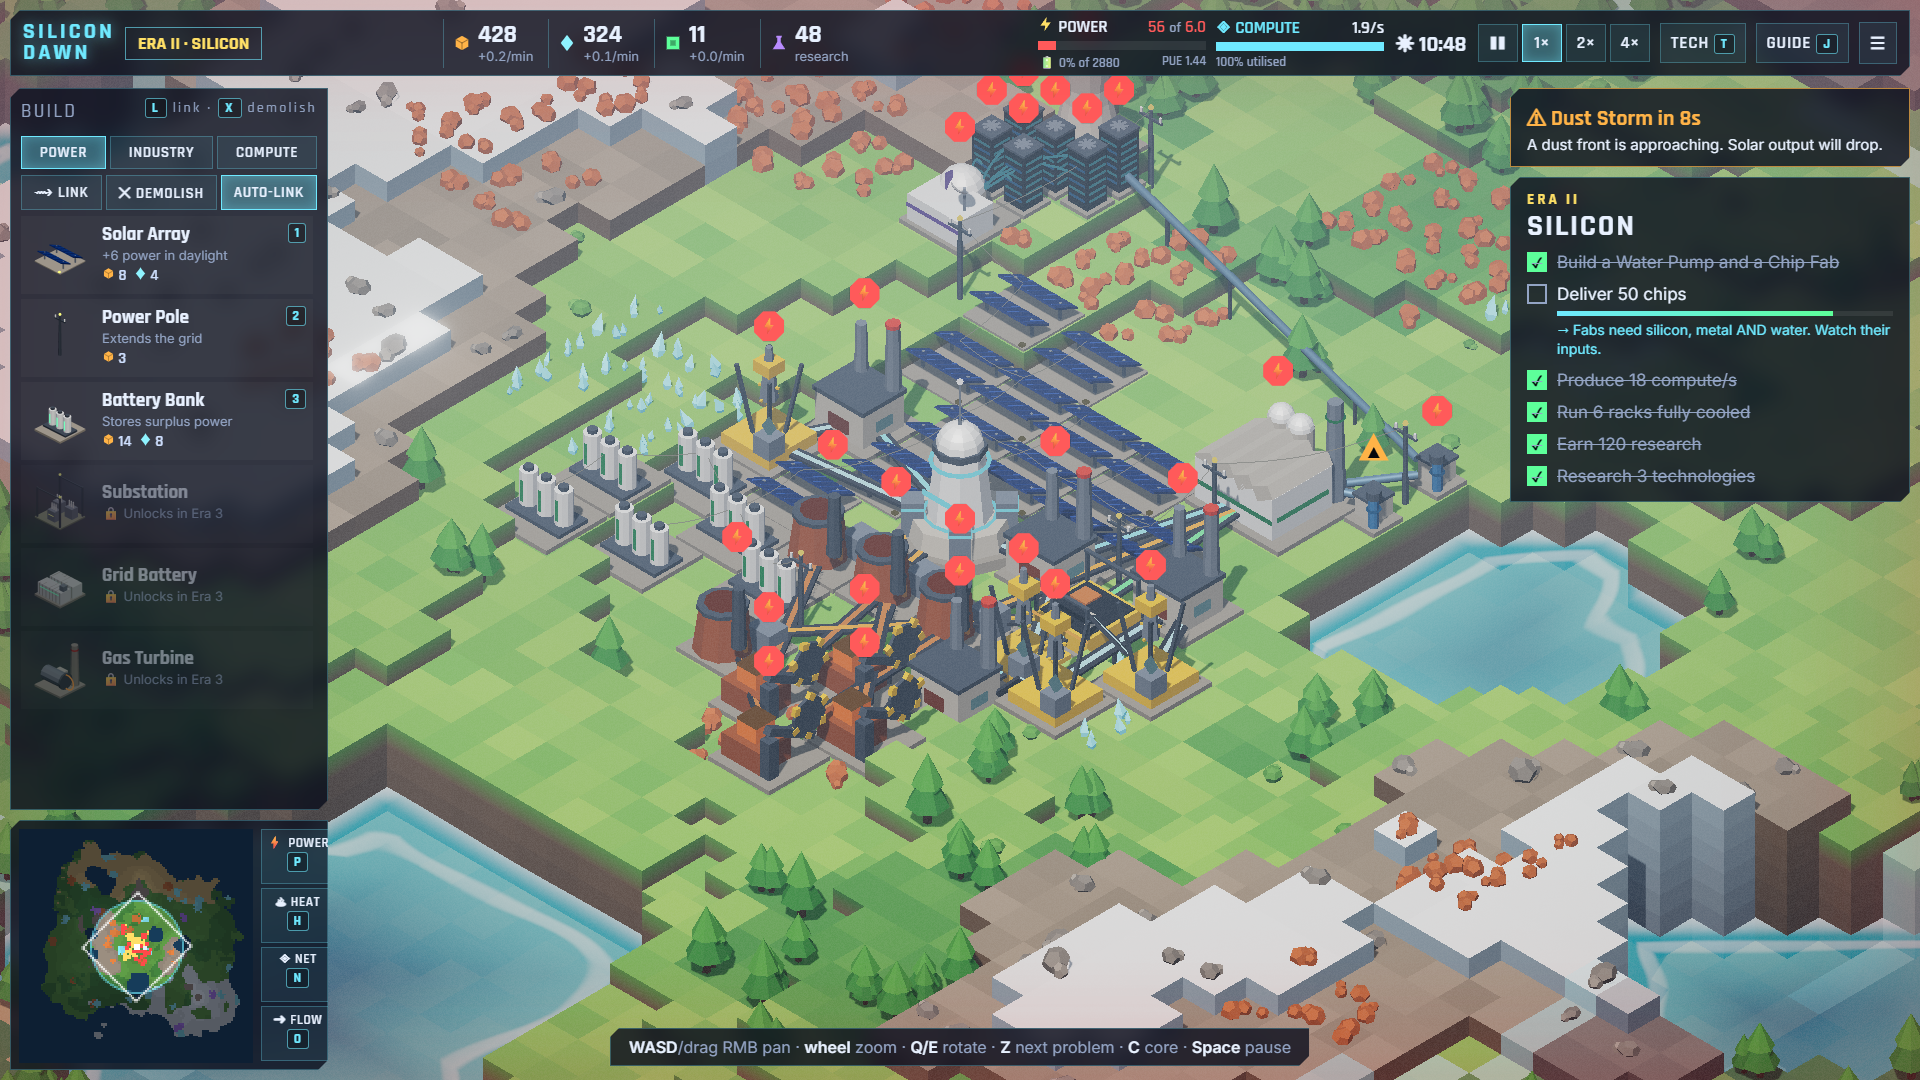 SILICON
DAWN
ERA II · SILICON
428
+0.2/min
324
+0.1/min
11
+0.0/min
48
research
POWER
56 of 6.0
0% of 2880
PUE 1.44
COMPUTE
1.9/s
100% utilised
10:48
1×
2×
4×
TECH T
GUIDE J
BUILD
L link · X demolish
POWER
INDUSTRY
COMPUTE
LINK
DEMOLISH
AUTO-LINK
Solar Array
1
+6 power in daylight
8 4
Power Pole
2
Extends the grid
3
Battery Bank
3
Stores surplus power
14 8
Substation
Unlocks in Era 3
Grid Battery
Unlocks in Era 3
Gas Turbine
Unlocks in Era 3
POWER
P
HEAT
H
NET
N
FLOW
O
Dust Storm in 8s
A dust front is approaching. Solar output will drop.
ERA II
SILICON
Build a Water Pump and a Chip Fab
Deliver 50 chips
→ Fabs need silicon, metal AND water. Watch their
inputs.
Produce 18 compute/s
Run 6 racks fully cooled
Earn 120 research
Research 3 technologies
WASD/drag RMB pan · wheel zoom · Q/E rotate · Z next problem · C core · Space pause